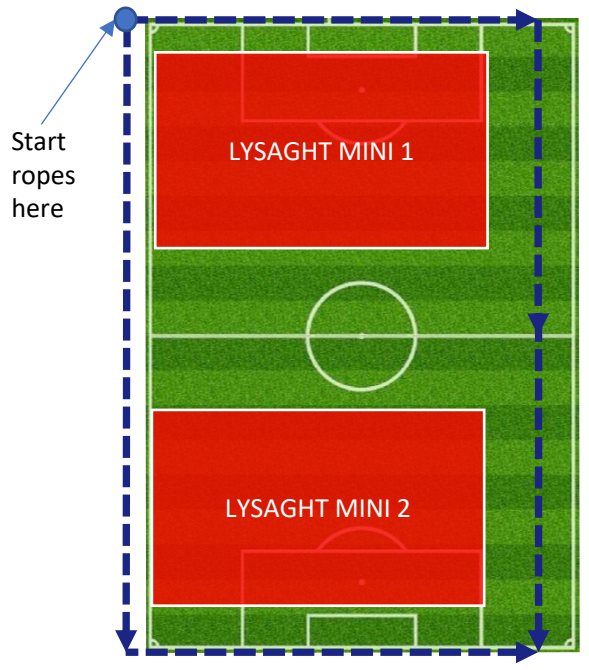 LYSAGHT MINI 1
Start
ropes
here
LYSAGHT MINI 2